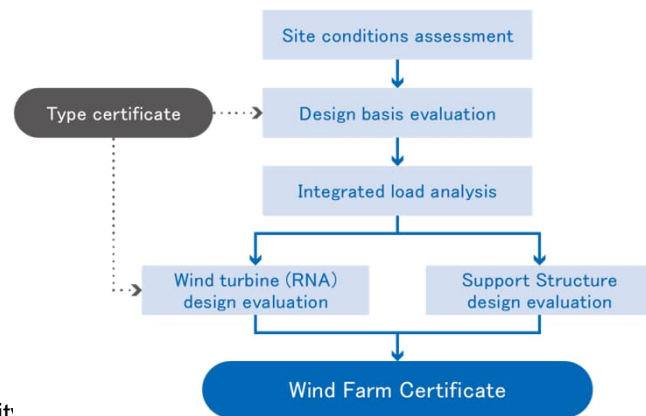 Site conditions assessment
Type certificate
Design basis evaluation
Integrated load analysis
Wind turbine (RNA)
design evaluation
Support Structure
design evaluation
Wind Farm Certificate